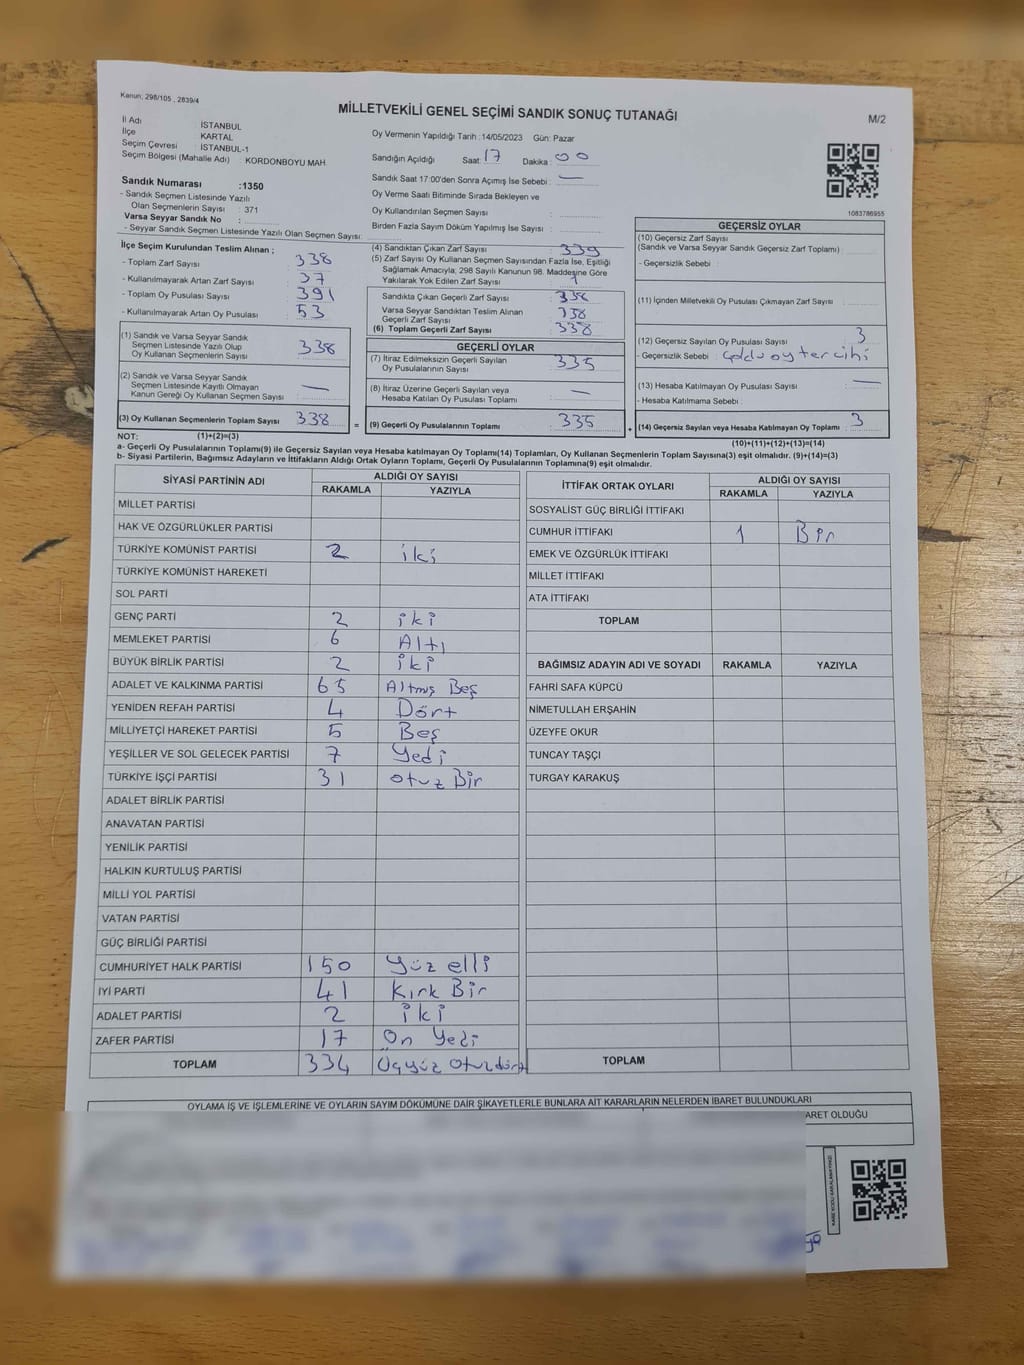 Kanun; 298/105 , 2839/4
MİLLETVEKİLİ GENEL SEÇİMİ SANDIK SONUÇ TUTANAĞI
M/2
İl Adı İSTANBUL
İlçe KARTAL
Seçim Çevresi İSTANBUL-1
Seçim Bölgesi (Mahalle Adı) : KORDONBOYU MAH.
Oy Vermenin Yapıldığı Tarih : 14/05/2023 Gün: Pazar
Sandığın Açıldığı Saat: 17 Dakika : 00
Sandık Saat 17:00'den Sonra Açılmış İse Sebebi : —
Oy Verme Saati Bitiminde Sırada Bekleyen ve
Oy Kullandırılan Seçmen Sayısı :
Birden Fazla Sayım Döküm Yapılmış İse Sayısı :
1083786955
Sandık Numarası :1350
- Sandık Seçmen Listesinde Yazılı
Olan Seçmenlerin Sayısı : 371
Varsa Seyyar Sandık No :
- Seyyar Sandık Seçmen Listesinde Yazılı Olan Seçmen Sayısı:
İlçe Seçim Kurulundan Teslim Alınan ;
- Toplam Zarf Sayısı : 338
- Kullanılmayarak Artan Zarf Sayısı : 37
- Toplam Oy Pusulası Sayısı : 391
- Kullanılmayarak Artan Oy Pusulası : 53
(1) Sandık ve Varsa Seyyar Sandık
Seçmen Listesinde Yazılı Olup
Oy Kullanan Seçmenlerin Sayısı : 338
(2) Sandık ve Varsa Seyyar Sandık
Seçmen Listesinde Kayıtlı Olmayan
Kanun Gereği Oy Kullanan Seçmen Sayısı : —
(3) Oy Kullanan Seçmenlerin Toplam Sayısı : 338
(4) Sandıktan Çıkan Zarf Sayısı : 339
(5) Zarf Sayısı Oy Kullanan Seçmen Sayısından Fazla İse, Eşitliği
Sağlamak Amacıyla; 298 Sayılı Kanunun 98. Maddesine Göre
Yakılarak Yok Edilen Zarf Sayısı : 1
Sandıkta Çıkan Geçerli Zarf Sayısı : 338
Varsa Seyyar Sandıktan Teslim Alınan
Geçerli Zarf Sayısı :
(6) Toplam Geçerli Zarf Sayısı : 338
GEÇERLİ OYLAR
(7) İtiraz Edilmeksizin Geçerli Sayılan
Oy Pusulalarının Sayısı : 335
(8) İtiraz Üzerine Geçerli Sayılan veya
Hesaba Katılan Oy Pusulası Toplamı : —
= (9) Geçerli Oy Pusulalarının Toplamı : 335
GEÇERSİZ OYLAR
(10) Geçersiz Zarf Sayısı
(Sandık ve Varsa Seyyar Sandık Geçersiz Zarf Toplamı) :
- Geçersizlik Sebebi :
(11) İçinden Milletvekili Oy Pusulası Çıkmayan Zarf Sayısı :
(12) Geçersiz Sayılan Oy Pusulası Sayısı : 3
- Geçersizlik Sebebi : çoklu oy tercihi
(13) Hesaba Katılmayan Oy Pusulası Sayısı : —
- Hesaba Katılmama Sebebi :
+ (14) Geçersiz Sayılan veya Hesaba Katılmayan Oy Toplamı : 3
NOT: (1)+(2)=(3)
(10)+(11)+(12)+(13)=(14)
a- Geçerli Oy Pusulalarının Toplamı(9) ile Geçersiz Sayılan veya Hesaba katılmayan Oy Toplamı(14) Toplamları, Oy Kullanan Seçmenlerin Toplam Sayısına(3) eşit olmalıdır. (9)+(14)=(3)
b- Siyasi Partilerin, Bağımsız Adayların ve İttifakların Aldığı Ortak Oyların Toplamı, Geçerli Oy Pusulalarının Toplamına(9) eşit olmalıdır.
SİYASİ PARTİNİN ADI ALDIĞI OY SAYISI
RAKAMLA YAZIYLA
MİLLET PARTİSİ
HAK VE ÖZGÜRLÜKLER PARTİSİ
TÜRKİYE KOMÜNİST PARTİSİ 2 iki
TÜRKİYE KOMÜNİST HAREKETİ
SOL PARTİ
GENÇ PARTİ 2 iki
MEMLEKET PARTİSİ 6 Altı
BÜYÜK BİRLİK PARTİSİ 2 iki
ADALET VE KALKINMA PARTİSİ 65 Altmış Beş
YENİDEN REFAH PARTİSİ 4 Dört
MİLLİYETÇİ HAREKET PARTİSİ 5 Beş
YEŞİLLER VE SOL GELECEK PARTİSİ 7 Yedi
TÜRKİYE İŞÇİ PARTİSİ 31 otuz Bir
ADALET BİRLİK PARTİSİ
ANAVATAN PARTİSİ
YENİLİK PARTİSİ
HALKIN KURTULUŞ PARTİSİ
MİLLİ YOL PARTİSİ
VATAN PARTİSİ
GÜÇ BİRLİĞİ PARTİSİ
CUMHURİYET HALK PARTİSİ 150 Yüz elli
İYİ PARTİ 41 Kırk Bir
ADALET PARTİSİ 2 iki
ZAFER PARTİSİ 17 On Yedi
TOPLAM 334 Üçyüz otuzdört
İTTİFAK ORTAK OYLARI ALDIĞI OY SAYISI
RAKAMLA YAZIYLA
SOSYALİST GÜÇ BİRLİĞİ İTTİFAKI
CUMHUR İTTİFAKI 1 Bir
EMEK VE ÖZGÜRLÜK İTTİFAKI
MİLLET İTTİFAKI
ATA İTTİFAKI
TOPLAM
BAĞIMSIZ ADAYIN ADI VE SOYADI RAKAMLA YAZIYLA
FAHRİ SAFA KÜPCÜ
NİMETULLAH ERŞAHİN
ÜZEYFE OKUR
TUNCAY TAŞÇI
TURGAY KARAKUŞ
TOPLAM
OYLAMA İŞ VE İŞLEMLERİNE VE OYLARIN SAYIM DÖKÜMÜNE DAİR ŞİKAYETLERLE BUNLARA AİT KARARLARIN NELERDEN İBARET BULUNDUKLARI
ARET OLDUĞU